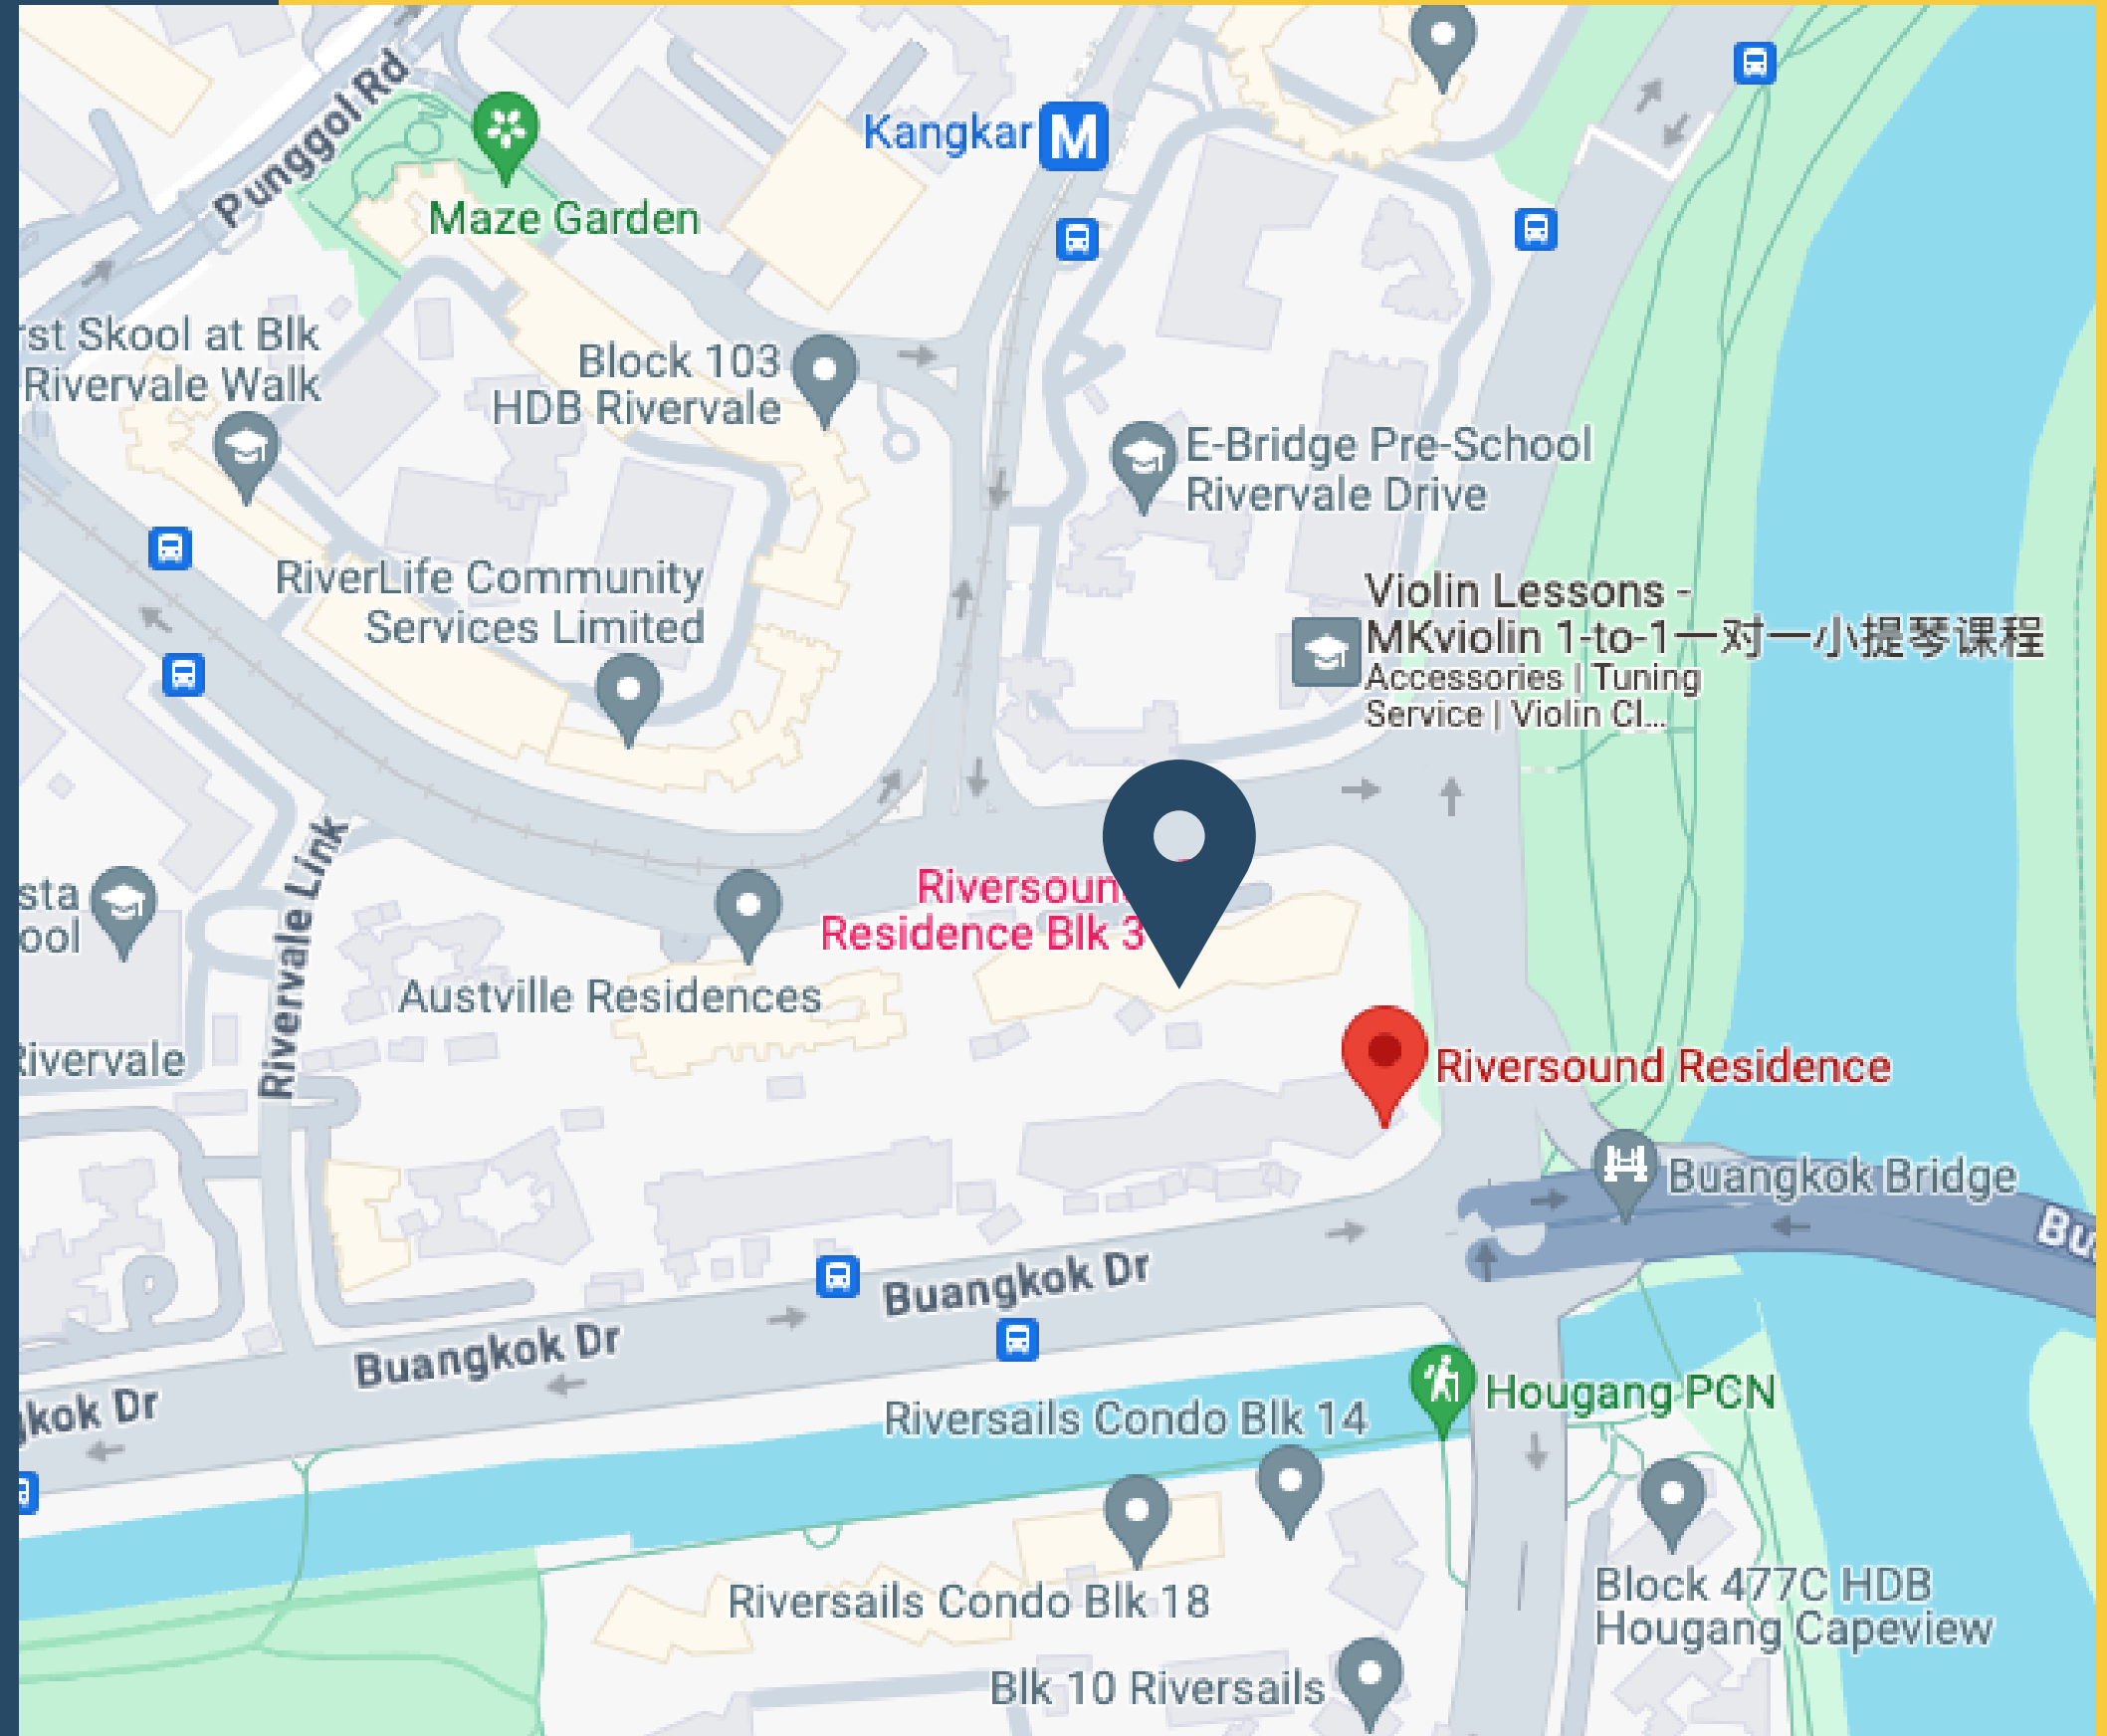 Punggol Rd
Kangkar
M
Maze Garden
rst Skool at Blk
Rivervale Walk
Block 103
HDB Rivervale
E-Bridge Pre-School
Rivervale Drive
RiverLife Community
Services Limited
Violin Lessons -
MKviolin 1-to-1一对一小提琴课程
Accessories | Tuning
Service | Violin Cl...
Rivervale Link
sta
ool
Riversoun
Residence Blk 3
Austville Residences
Rivervale
Riversound Residence
Buangkok Bridge
Bu
Buangkok Dr
Buangkok Dr
gkok Dr
Hougang PCN
Riversails Condo Blk 14
Riversails Condo Blk 18
Block 477C HDB
Hougang Capeview
Blk 10 Riversails